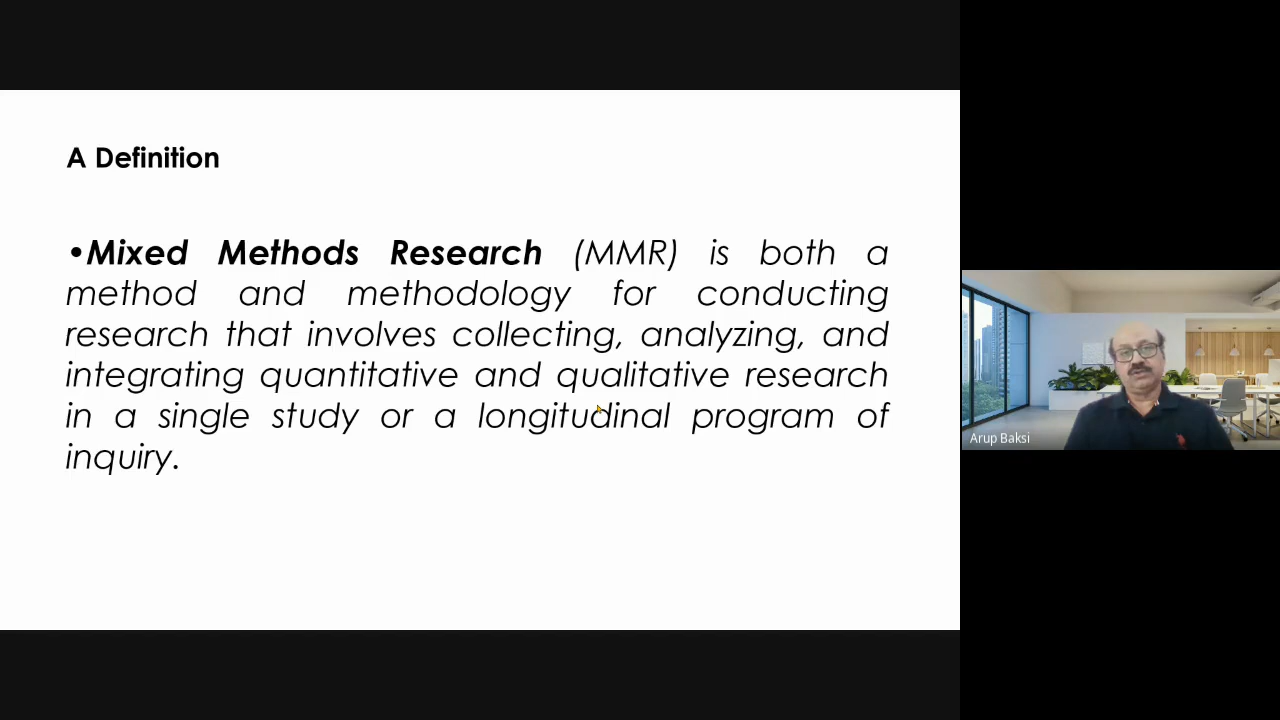 A Definition
•Mixed Methods Research (MMR) is both a
method and methodology for conducting
research that involves collecting, analyzing, and
integrating quantitative and qualitative research
in a single study or a longitudinal program of
inquiry.
Arup Baksi